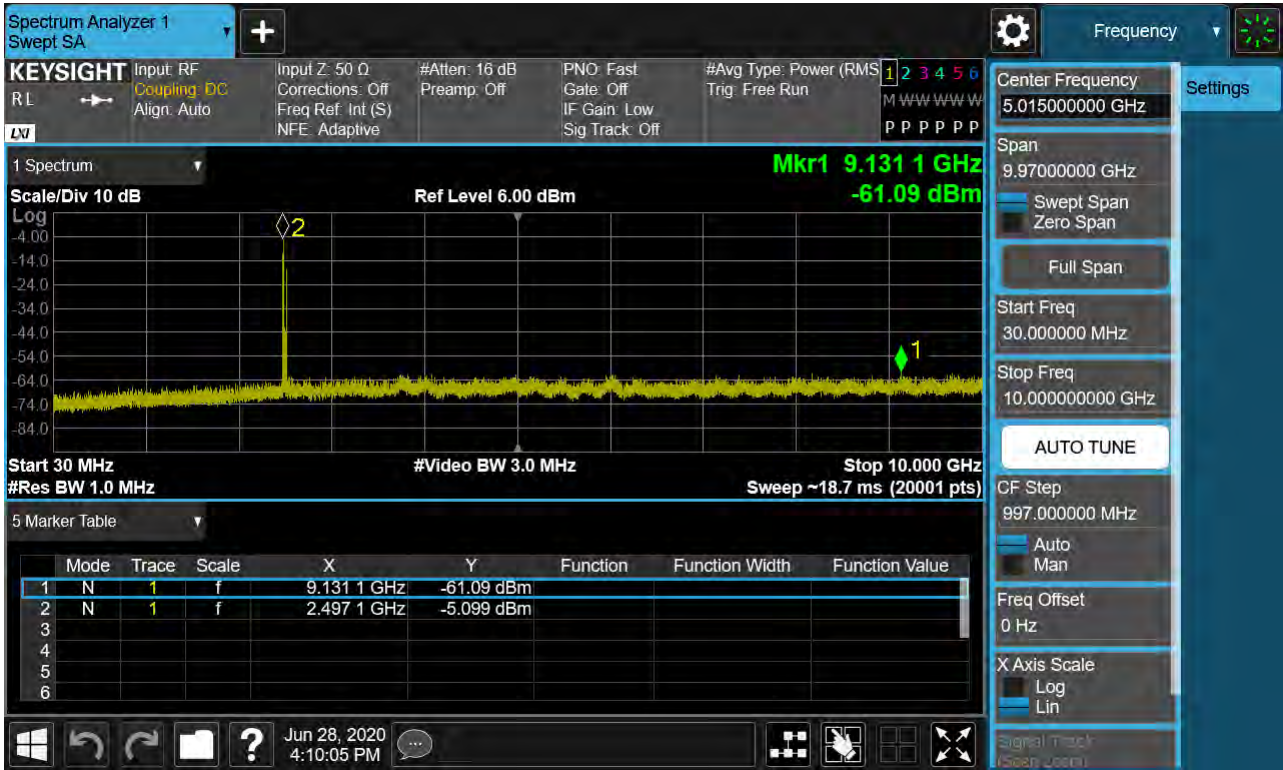 Spectrum Analyzer 1
Swept SA
Frequency
KEYSIGHT
RL
LXI
Input: RF
Coupling: DC
Align: Auto
Input Z: 50 Ω
Corrections: Off
Freq Ref: Int (S)
NFE: Adaptive
#Atten: 16 dB
Preamp: Off
PNO: Fast
Gate: Off
IF Gain: Low
Sig Track: Off
#Avg Type: Power (RMS
Trig: Free Run
1 2 3 4 5 6
M W W W W W
P P P P P P
1 Spectrum
Mkr1 9.131 1 GHz
Scale/Div 10 dB
Ref Level 6.00 dBm
-61.09 dBm
Log
-4.00
-14.0
-24.0
-34.0
-44.0
-54.0
-64.0
-74.0
-84.0
2
1
Start 30 MHz
#Video BW 3.0 MHz
Stop 10.000 GHz
#Res BW 1.0 MHz
Sweep ~18.7 ms (20001 pts)
5 Marker Table
Mode Trace Scale X Y Function Function Width Function Value
1 N 1 f 9.131 1 GHz -61.09 dBm
2 N 1 f 2.497 1 GHz -5.099 dBm
3
4
5
6
Jun 28, 2020
4:10:05 PM
Center Frequency
5.015000000 GHz
Settings
Span
9.97000000 GHz
Swept Span
Zero Span
Full Span
Start Freq
30.000000 MHz
Stop Freq
10.000000000 GHz
AUTO TUNE
CF Step
997.000000 MHz
Auto
Man
Freq Offset
0 Hz
X Axis Scale
Log
Lin
Signal Track
(Span Zoom)